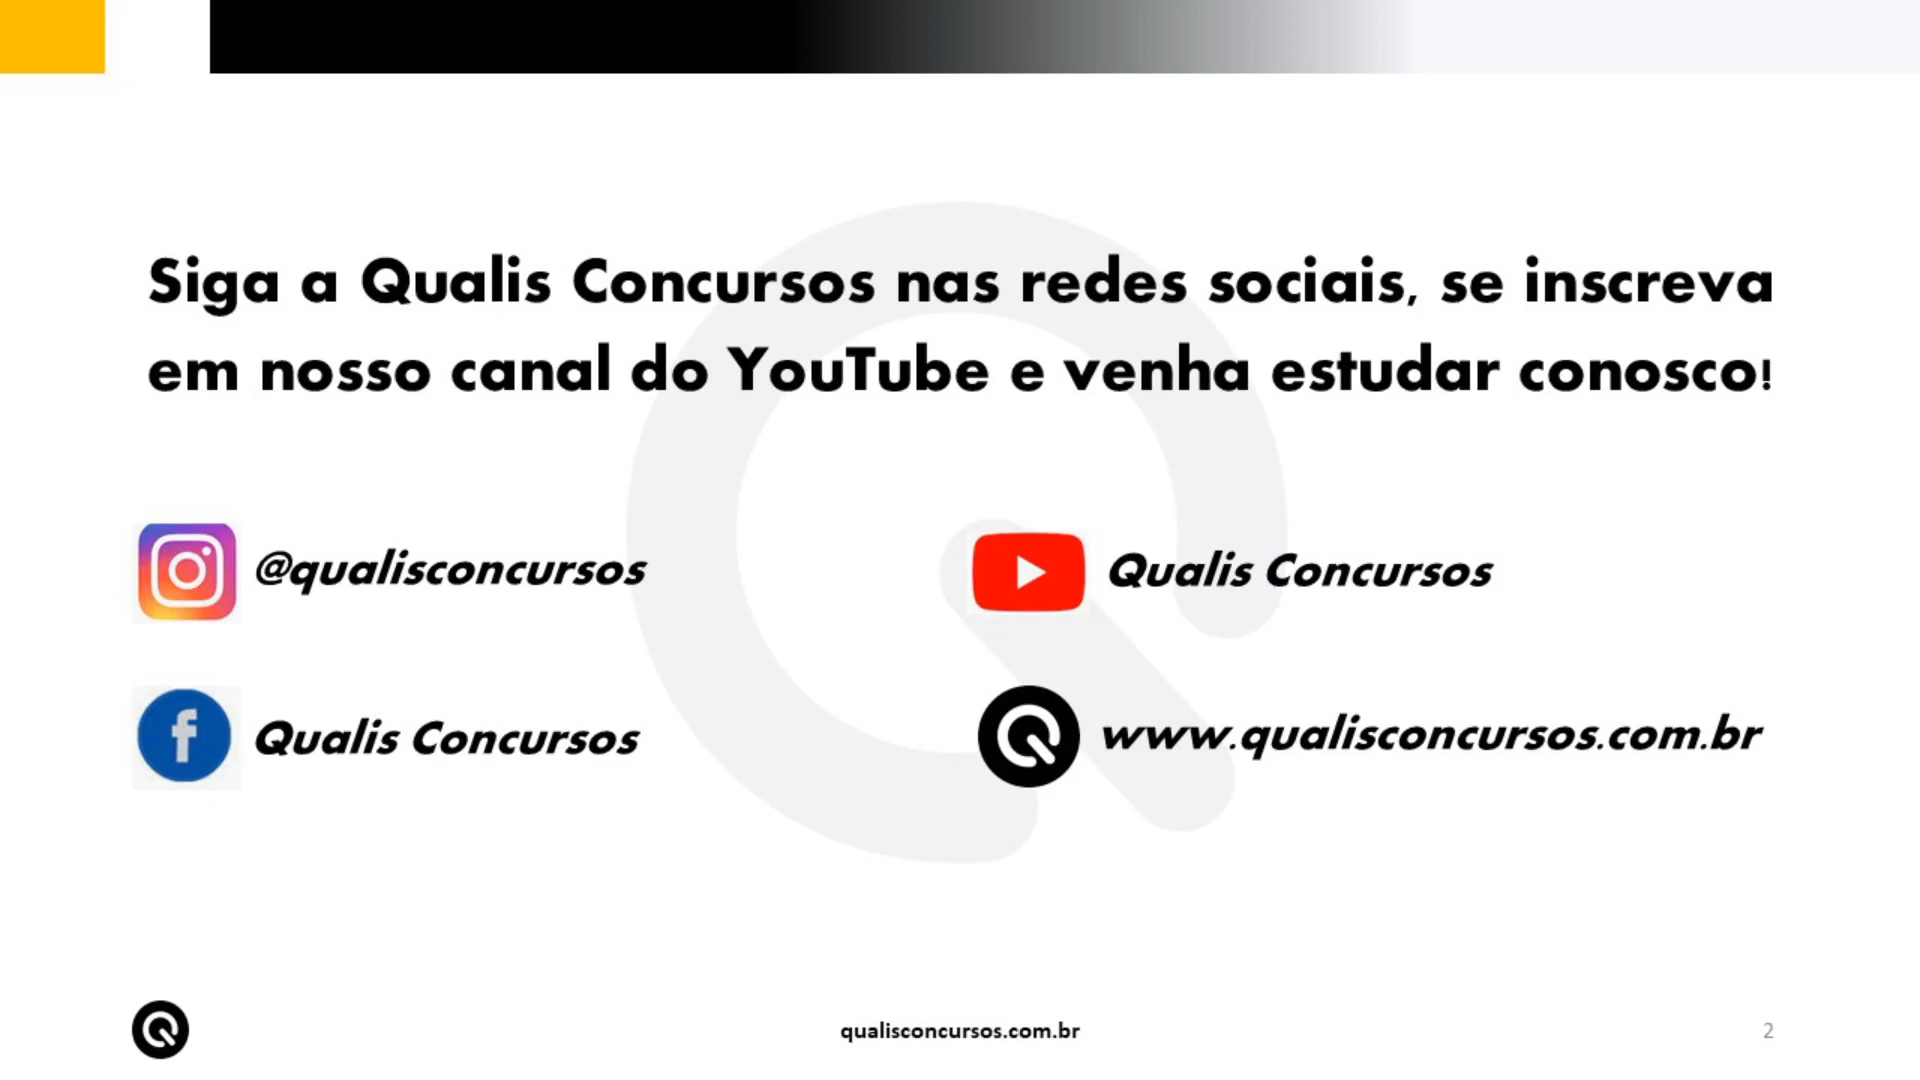 Siga a Qualis Concursos nas redes sociais, se inscreva
em nosso canal do YouTube e venha estudar conosco!
@qualisconcursos
Qualis Concursos
Qualis Concursos
www.qualisconcursos.com.br
qualisconcursos.com.br
2